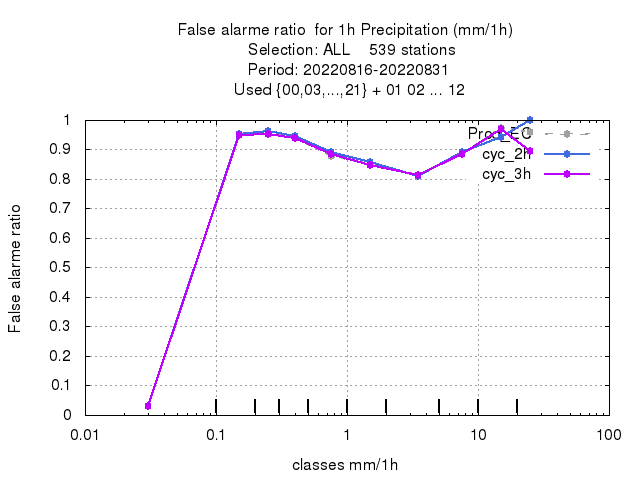 False alarme ratio  for 1h Precipitation (mm/1h)
Selection: ALL    539 stations
Period: 20220816-20220831
Used {00,03,...,21} + 01 02 ... 12
False alarme ratio
1
0.9
0.8
0.7
0.6
0.5
0.4
0.3
0.2
0.1
0
cyc_2h
cyc_3h
0.01 0.1 1 10 100
classes mm/1h